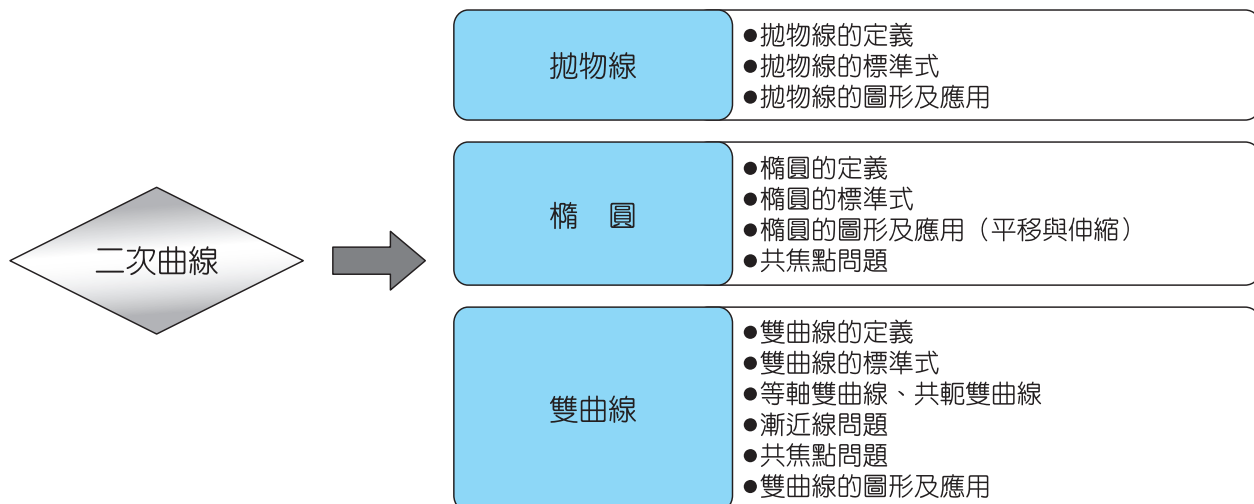 拋物線
●拋物線的定義
●拋物線的標準式
●拋物線的圖形及應用
二次曲線
橢　圓
●橢圓的定義
●橢圓的標準式
●橢圓的圖形及應用（平移與伸縮）
●共焦點問題
雙曲線
●雙曲線的定義
●雙曲線的標準式
●等軸雙曲線、共軛雙曲線
●漸近線問題
●共焦點問題
●雙曲線的圖形及應用